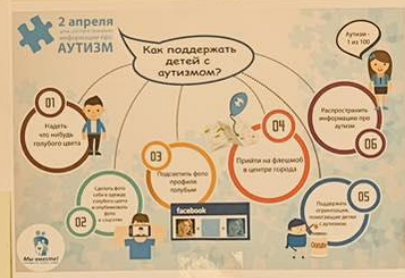 2 апреля
АУТИЗМ
Как поддержать
детей с
аутизмом?
Аутизм -
1 из 100
01
Надеть
что нибудь
голубого цвета
02
Сделать фото
в одежде
голубого цвета
и опубликовать
фото
в соцсетях
03
Подсветить фото
профиля
голубым
facebook
04
Прийти на флешмоб
в центре города
05
Поддержать
организации,
помогающие детям
с аутизмом
06
Распространить
информацию про
аутизм
Мы вместе!